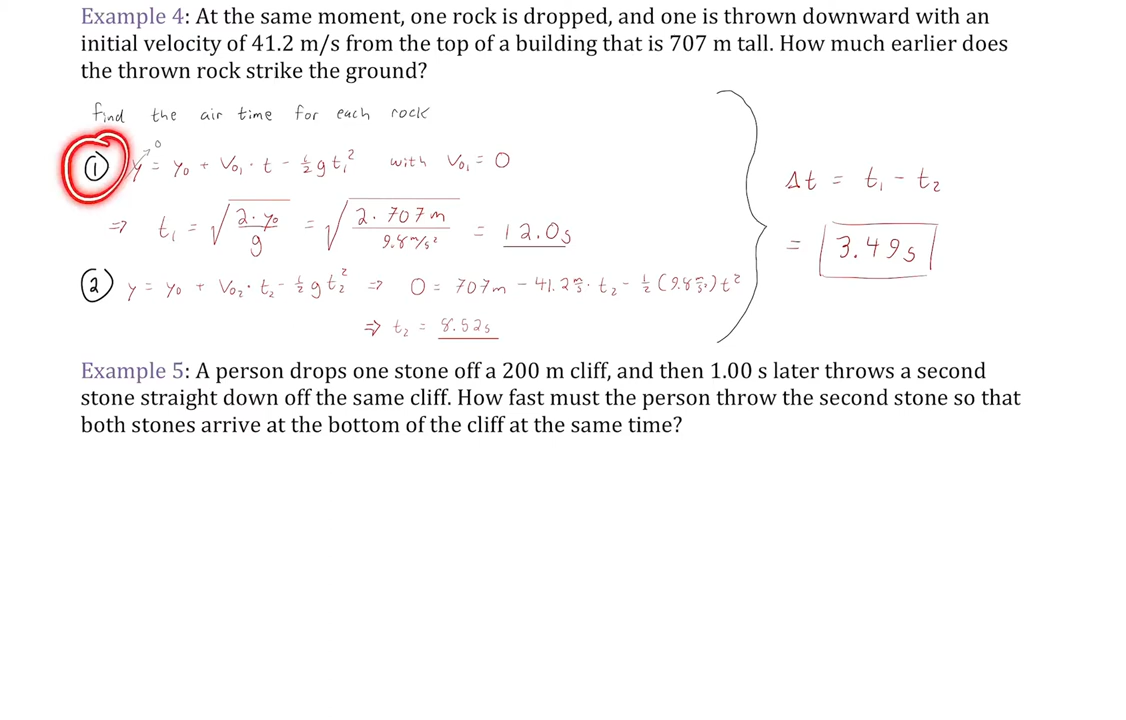 Example 4: At the same moment, one rock is dropped, and one is thrown downward with an
initial velocity of 41.2 m/s from the top of a building that is 707 m tall. How much earlier does
the thrown rock strike the ground?
find the air time for each rock
① y→0 = y₀ + v₀₁ · t - ½ g t₁² with v₀₁ = 0
⇒ t₁ = √(2·y₀/g) = √(2·707m/9.8m/s²) = 12.0s
② y = y₀ + v₀₂ · t₂ - ½ g t₂² ⇒ 0 = 707m - 41.2 m/s · t₂ - ½ (9.8 m/s²) t²
⇒ t₂ = 8.52s
Δt = t₁ - t₂
= 3.49s
Example 5: A person drops one stone off a 200 m cliff, and then 1.00 s later throws a second
stone straight down off the same cliff. How fast must the person throw the second stone so that
both stones arrive at the bottom of the cliff at the same time?